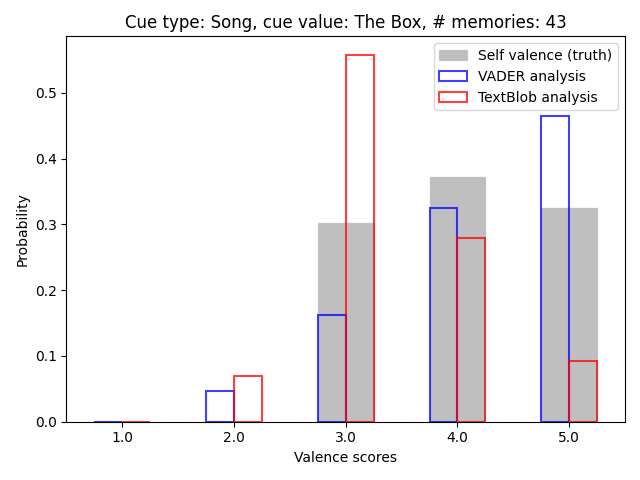 Cue type: Song, cue value: The Box, # memories: 43
Self valence (truth)
VADER analysis
TextBlob analysis
Probability
0.5
0.4
0.3
0.2
0.1
0.0
1.0 2.0 3.0 4.0 5.0
Valence scores